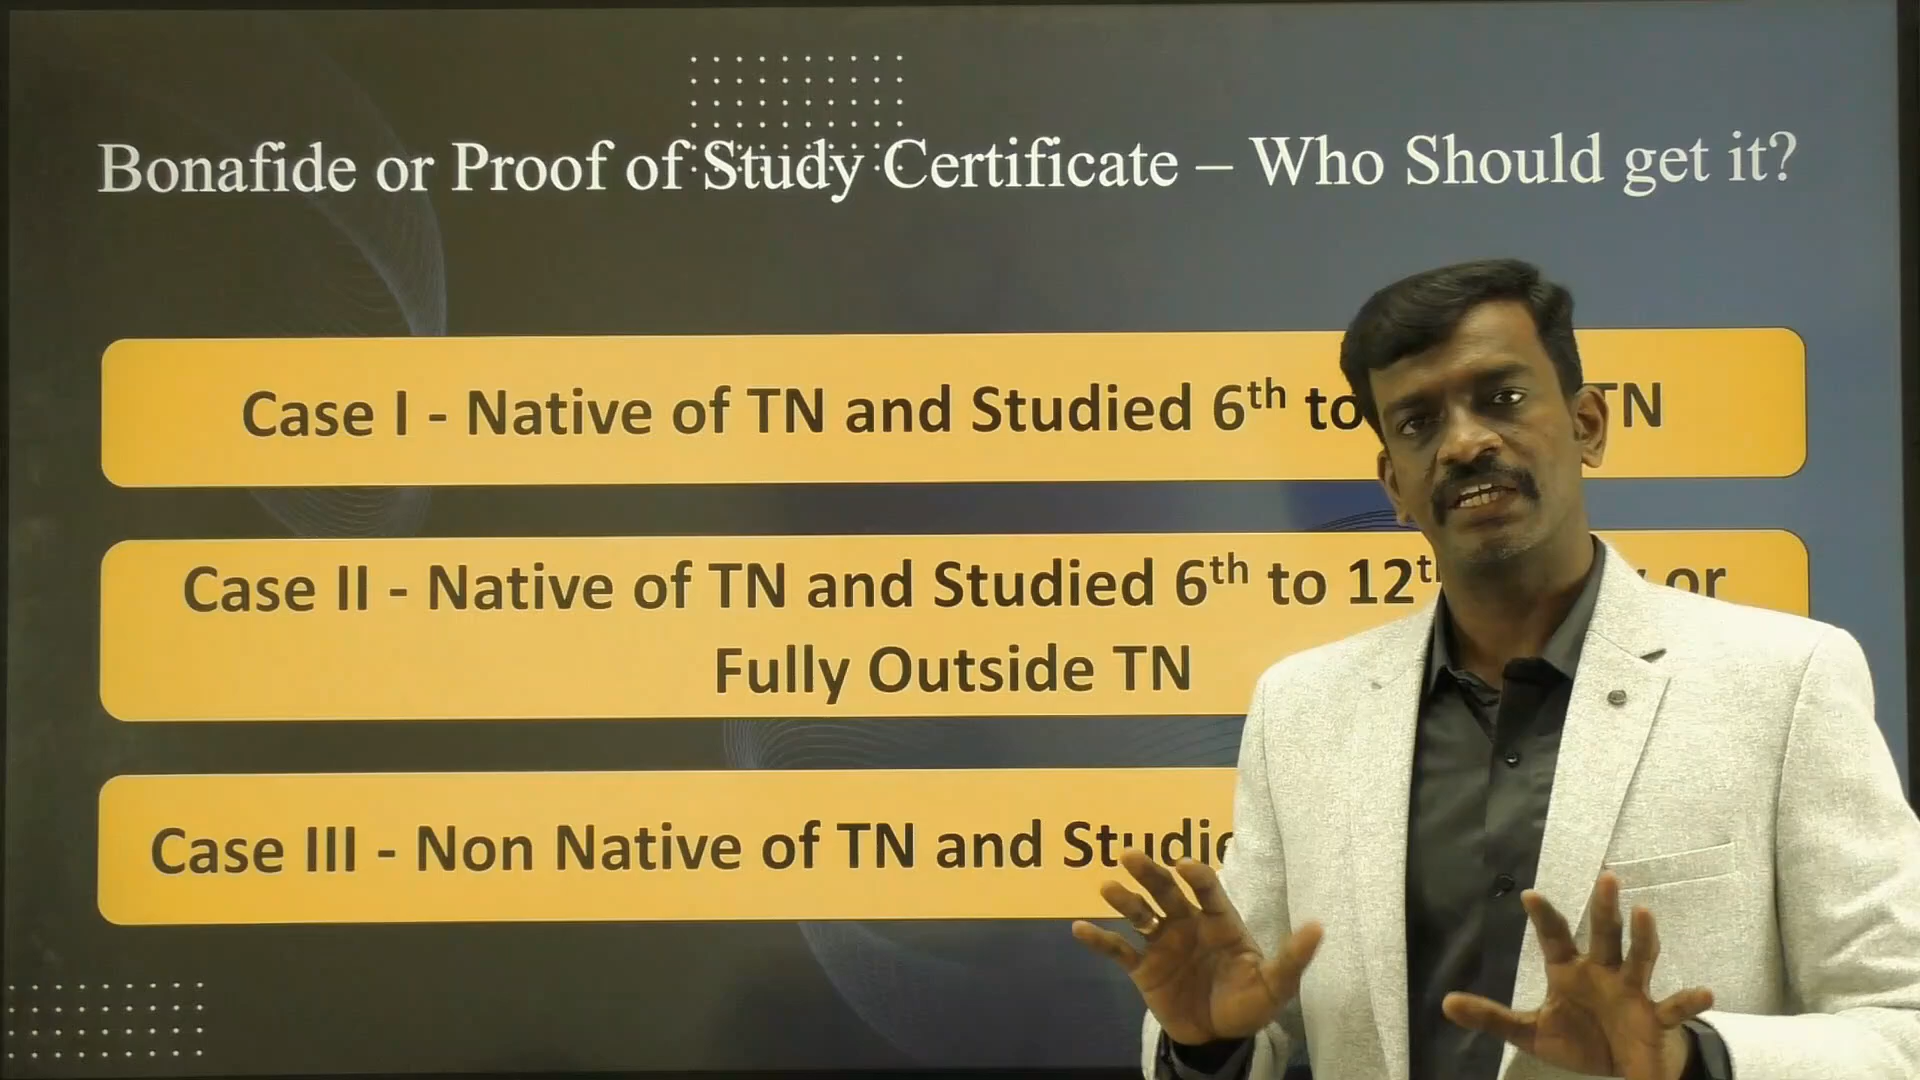 Bonafide or Proof of Study Certificate – Who Should get it?
Case I - Native of TN and Studied 6th to TN
Case II - Native of TN and Studied 6th to 12th or
Fully Outside TN
Case III - Non Native of TN and